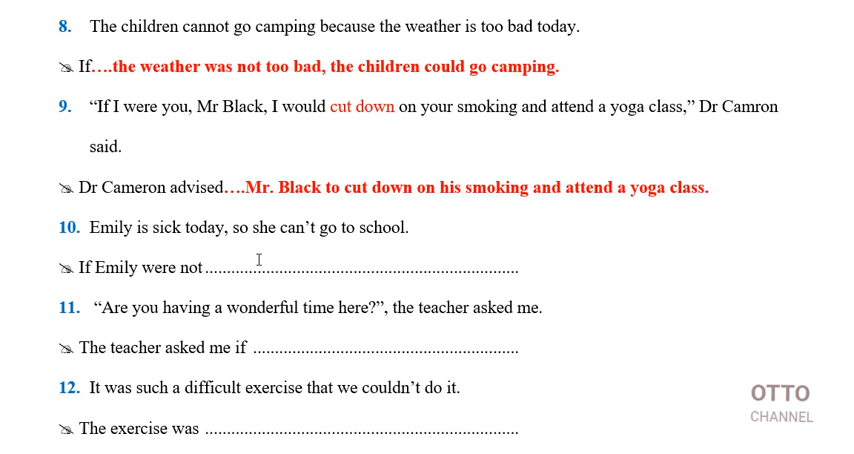 8. The children cannot go camping because the weather is too bad today.
If....the weather was not too bad, the children could go camping.
9. “If I were you, Mr Black, I would cut down on your smoking and attend a yoga class,” Dr Camron
said.
Dr Cameron advised....Mr. Black to cut down on his smoking and attend a yoga class.
10. Emily is sick today, so she can’t go to school.
If Emily were not........................................................................
11. “Are you having a wonderful time here?”, the teacher asked me.
The teacher asked me if .............................................................
12. It was such a difficult exercise that we couldn’t do it.
The exercise was ........................................................................
OTTO
CHANNEL